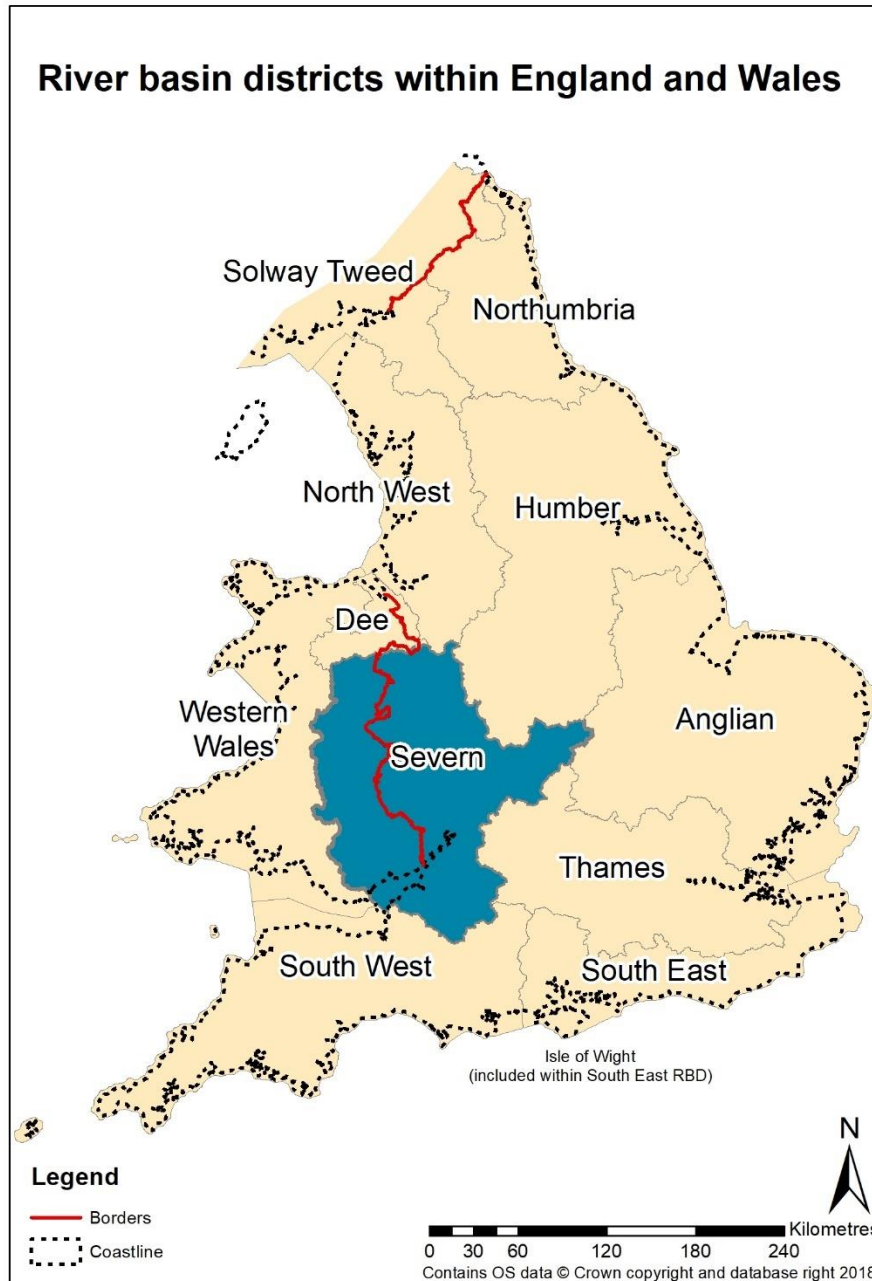 River basin districts within England and Wales
Solway Tweed
Northumbria
North West
Humber
Dee
Western
Wales
Severn
Anglian
Thames
South West
South East
Isle of Wight
(included within South East RBD)
N
Legend
Borders
Coastline
Kilometres
0 30 60 120 180 240
Contains OS data © Crown copyright and database right 2018